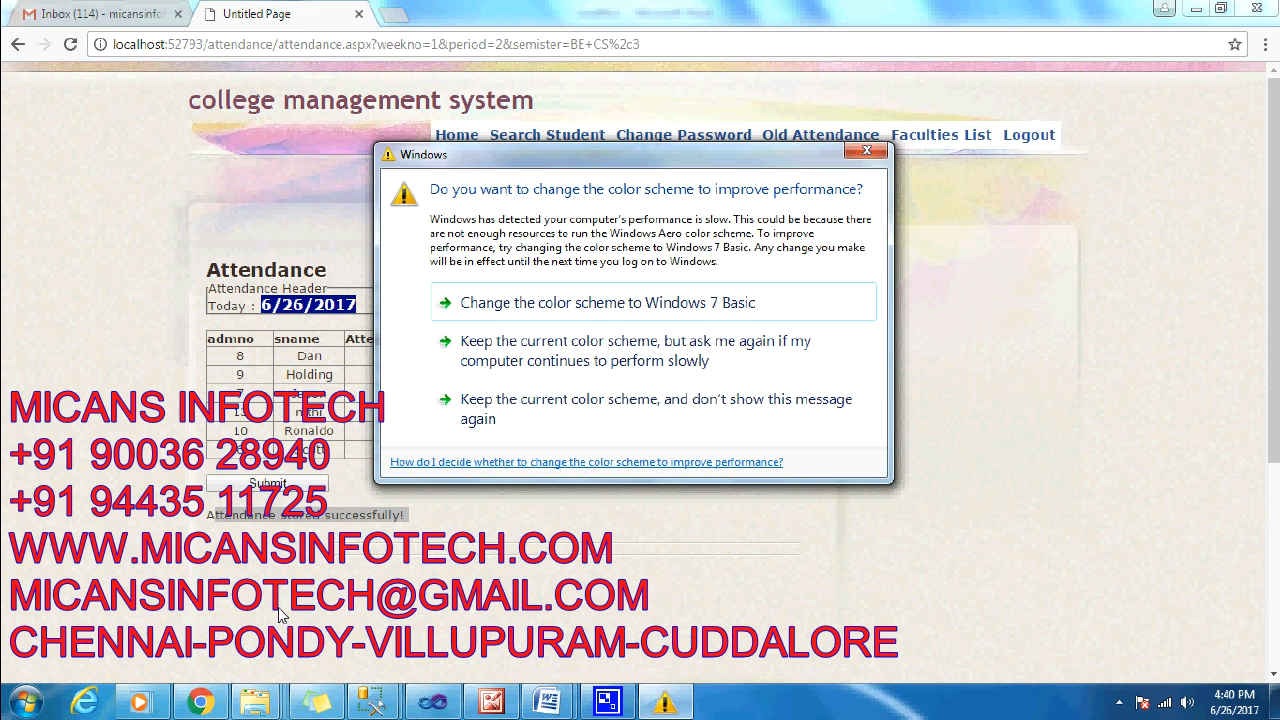 Inbox (114) - micansinfot
Untitled Page
localhost:52793/attendance/attendance.aspx?weekno=1&period=2&semister=BE+CS%2c3
college management system
Home Search Student Change Password Old Attendance Faculties List Logout
Windows
Do you want to change the color scheme to improve performance?
Windows has detected your computer's performance is slow. This could be because there
are not enough resources to run the Windows Aero color scheme. To improve
performance, try changing the color scheme to Windows 7 Basic. Any change you make
will be in effect until the next time you log on to Windows.
Change the color scheme to Windows 7 Basic
Keep the current color scheme, but ask me again if my
computer continues to perform slowly
Keep the current color scheme, and don't show this message
again
How do I decide whether to change the color scheme to improve performance?
Attendance
Attendance Header
Today : 6/26/2017
admno sname Atte
8 Dan
9 Holding
10 Ronaldo
Submit
Attendance stored successfully!
MICANS INFOTECH
+91 90036 28940
+91 94435 11725
WWW.MICANSINFOTECH.COM
MICANSINFOTECH@GMAIL.COM
CHENNAI-PONDY-VILLUPURAM-CUDDALORE
4:40 PM
6/26/2017